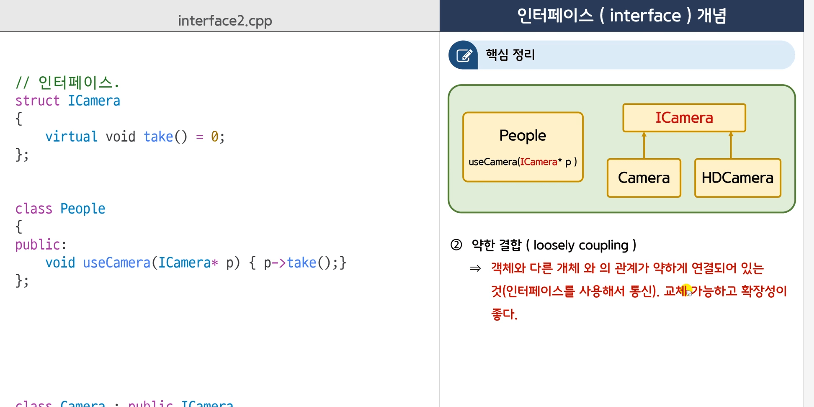 interface2.cpp
// 인터페이스.
struct ICamera
{
    virtual void take() = 0;
};
class People
{
public:
    void useCamera(ICamera* p) { p->take();}
};
class Camera : public ICamera
인터페이스 ( interface ) 개념
핵심 정리
People
useCamera(ICamera* p )
ICamera
Camera
HDCamera
② 약한 결합 ( loosely coupling )
⇒ 객체와 다른 개체 와 의 관계가 약하게 연결되어 있는
것(인터페이스를 사용해서 통신). 교체 가능하고 확장성이
좋다.